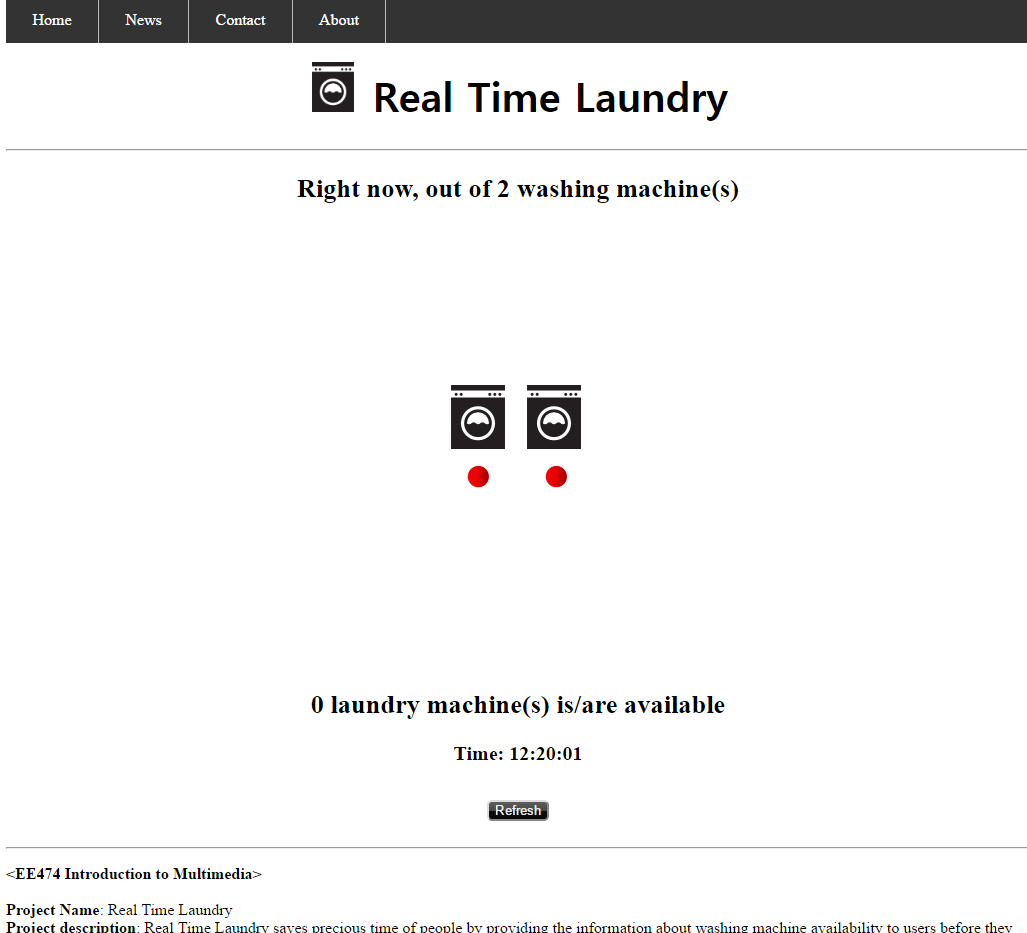 Home News Contact About
Real Time Laundry
Right now, out of 2 washing machine(s)
0 laundry machine(s) is/are available
Time: 12:20:01
Refresh
<EE474 Introduction to Multimedia>
Project Name: Real Time Laundry
Project description: Real Time Laundry saves precious time of people by providing the information about washing machine availability to users before they